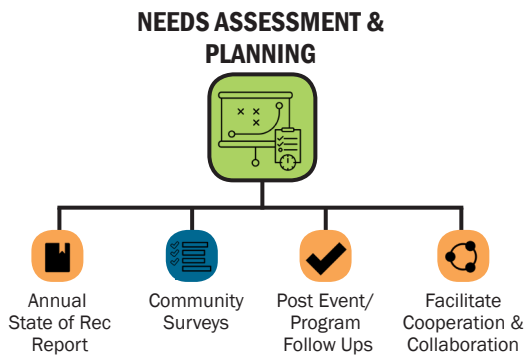 NEEDS ASSESSMENT &
PLANNING
Annual
State of Rec
Report
Community
Surveys
Post Event/
Program
Follow Ups
Facilitate
Cooperation &
Collaboration